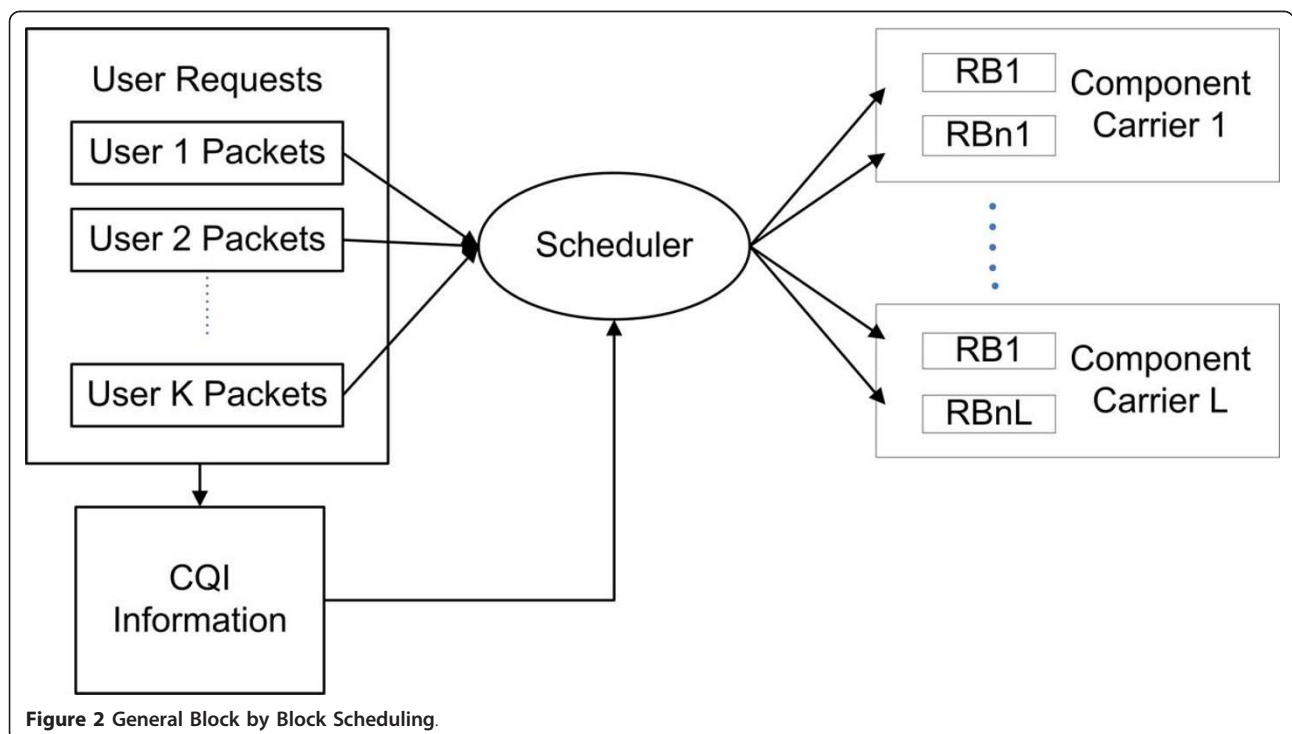 User Requests
User 1 Packets
User 2 Packets
User K Packets
CQI
Information
Scheduler
RB1
RBn1
Component
Carrier 1
RB1
RBnL
Component
Carrier L
Figure 2 General Block by Block Scheduling.